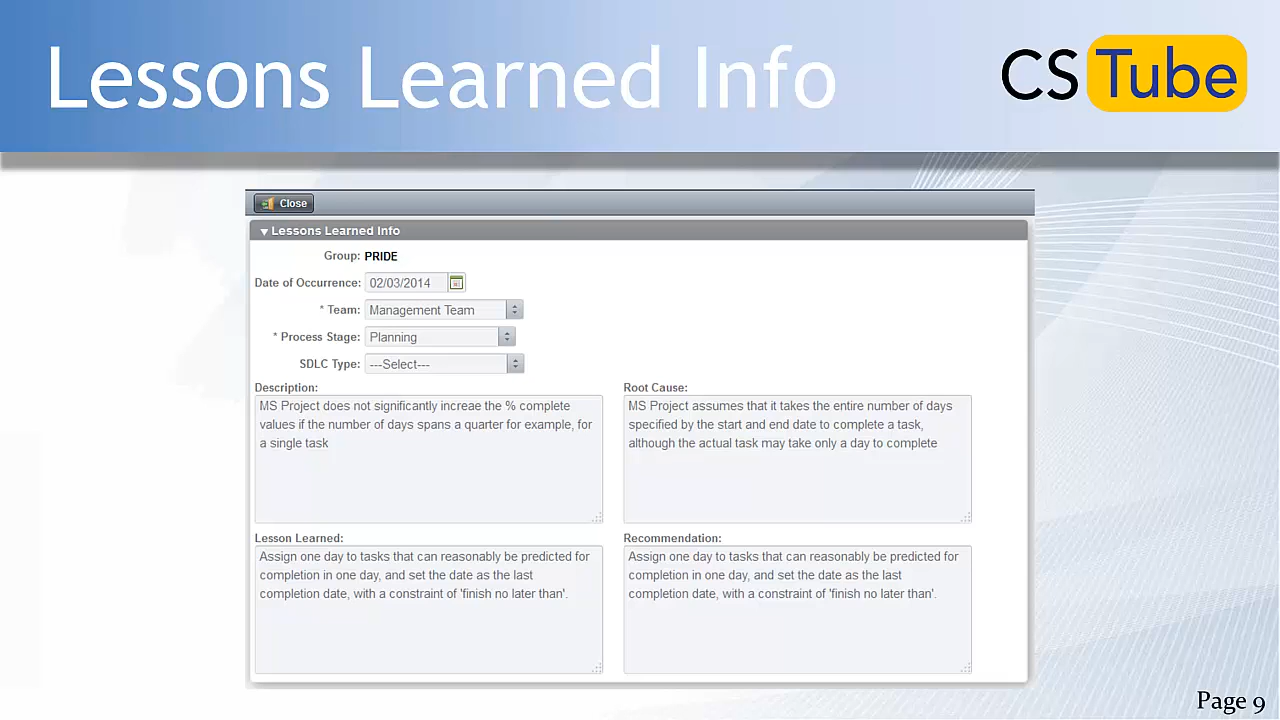 Lessons Learned Info
CS Tube
Close
Lessons Learned Info
Group: PRIDE
Date of Occurrence: 02/03/2014
* Team: Management Team
* Process Stage: Planning
SDLC Type: ---Select---
Description:
MS Project does not significantly increae the % complete
values if the number of days spans a quarter for example, for
a single task
Root Cause:
MS Project assumes that it takes the entire number of days
specified by the start and end date to complete a task,
although the actual task may take only a day to complete
Lesson Learned:
Assign one day to tasks that can reasonably be predicted for
completion in one day, and set the date as the last
completion date, with a constraint of 'finish no later than'.
Recommendation:
Assign one day to tasks that can reasonably be predicted for
completion in one day, and set the date as the last
completion date, with a constraint of 'finish no later than'.
Page 9